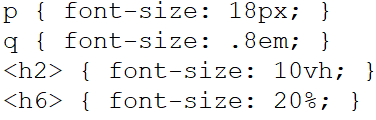 p { font-size: 18px; }
q { font-size: .8em; }
<h2> { font-size: 10vh; }
<h6> { font-size: 20%; }